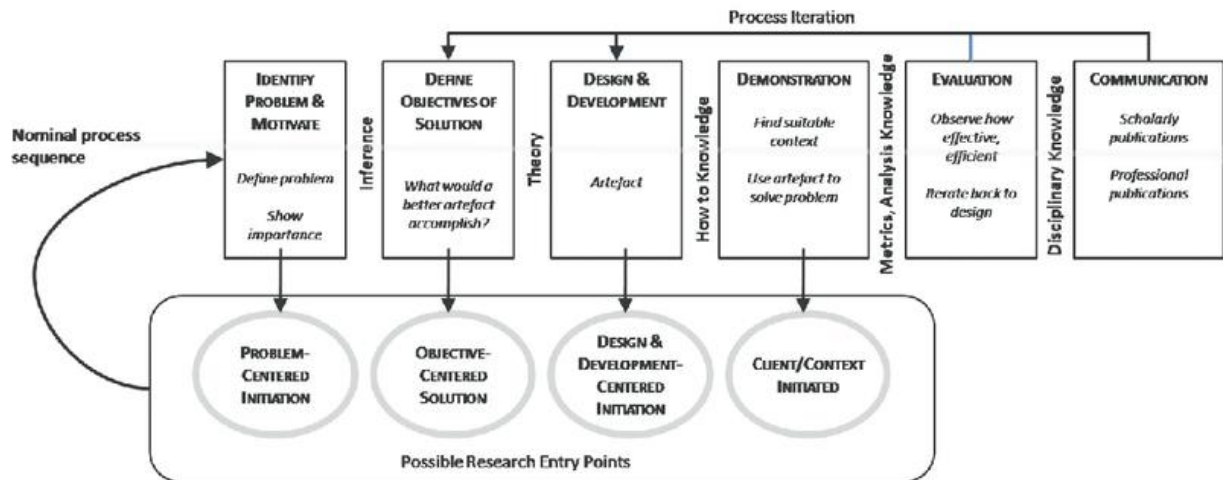 Process Iteration
Nominal process
sequence
IDENTIFY
PROBLEM &
MOTIVATE
Define problem
Show
importance
Inference
DEFINE
OBJECTIVES OF
SOLUTION
What would a
better artefact
accomplish?
Theory
DESIGN &
DEVELOPMENT
Artefact
How to Knowledge
DEMONSTRATION
Find suitable
context
Use artefact to
solve problem
Metrics, Analysis Knowledge
EVALUATION
Observe how
effective,
efficient
Iterate back to
design
Disciplinary Knowledge
COMMUNICATION
Scholarly
publications
Professional
publications
PROBLEM-
CENTERED
INITIATION
OBJECTIVE-
CENTERED
SOLUTION
DESIGN &
DEVELOPMENT-
CENTERED
INITIATION
CLIENT/CONTEXT
INITIATED
Possible Research Entry Points